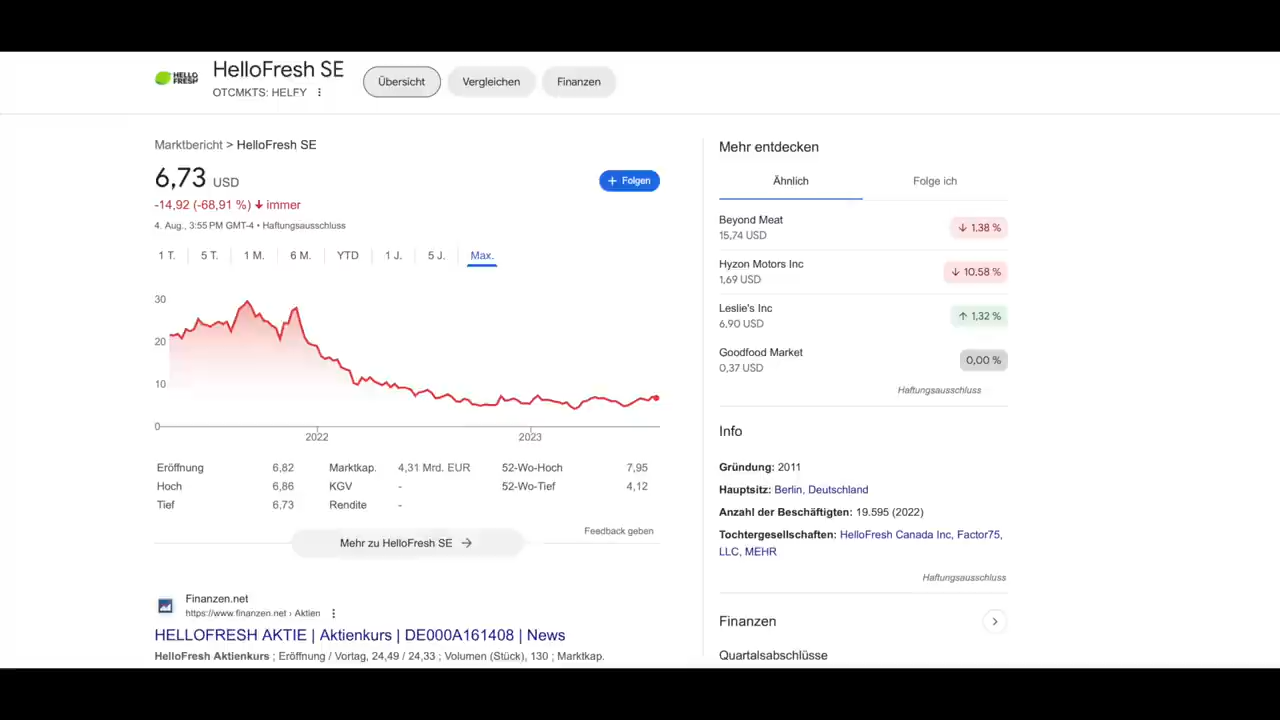 HELLO
FRESH
HelloFresh SE
OTCMKTS: HELFY
Übersicht
Vergleichen
Finanzen
Marktbericht > HelloFresh SE
6,73 USD
+ Folgen
-14,92 (-68,91 %) ↓ immer
4. Aug., 3:55 PM GMT-4 • Haftungsausschluss
1 T. 5 T. 1 M. 6 M. YTD 1 J. 5 J. Max.
30
20
10
0
2022 2023
Eröffnung 6,82 Marktkap. 4,31 Mrd. EUR 52-Wo-Hoch 7,95
Hoch 6,86 KGV - 52-Wo-Tief 4,12
Tief 6,73 Rendite -
Feedback geben
Mehr zu HelloFresh SE →
Finanzen.net
https://www.finanzen.net › Aktien
HELLOFRESH AKTIE | Aktienkurs | DE000A161408 | News
HelloFresh Aktienkurs ; Eröffnung / Vortag, 24,49 / 24,33 ; Volumen (Stück), 130 ; Marktkap.
Mehr entdecken
Ähnlich Folge ich
Beyond Meat
15,74 USD
↓ 1.38 %
Hyzon Motors Inc
1,69 USD
↓ 10.58 %
Leslie's Inc
6,90 USD
↑ 1,32 %
Goodfood Market
0,37 USD
0,00 %
Haftungsausschluss
Info
Gründung: 2011
Hauptsitz: Berlin, Deutschland
Anzahl der Beschäftigten: 19.595 (2022)
Tochtergesellschaften: HelloFresh Canada Inc, Factor75,
LLC, MEHR
Haftungsausschluss
Finanzen
Quartalsabschlüsse